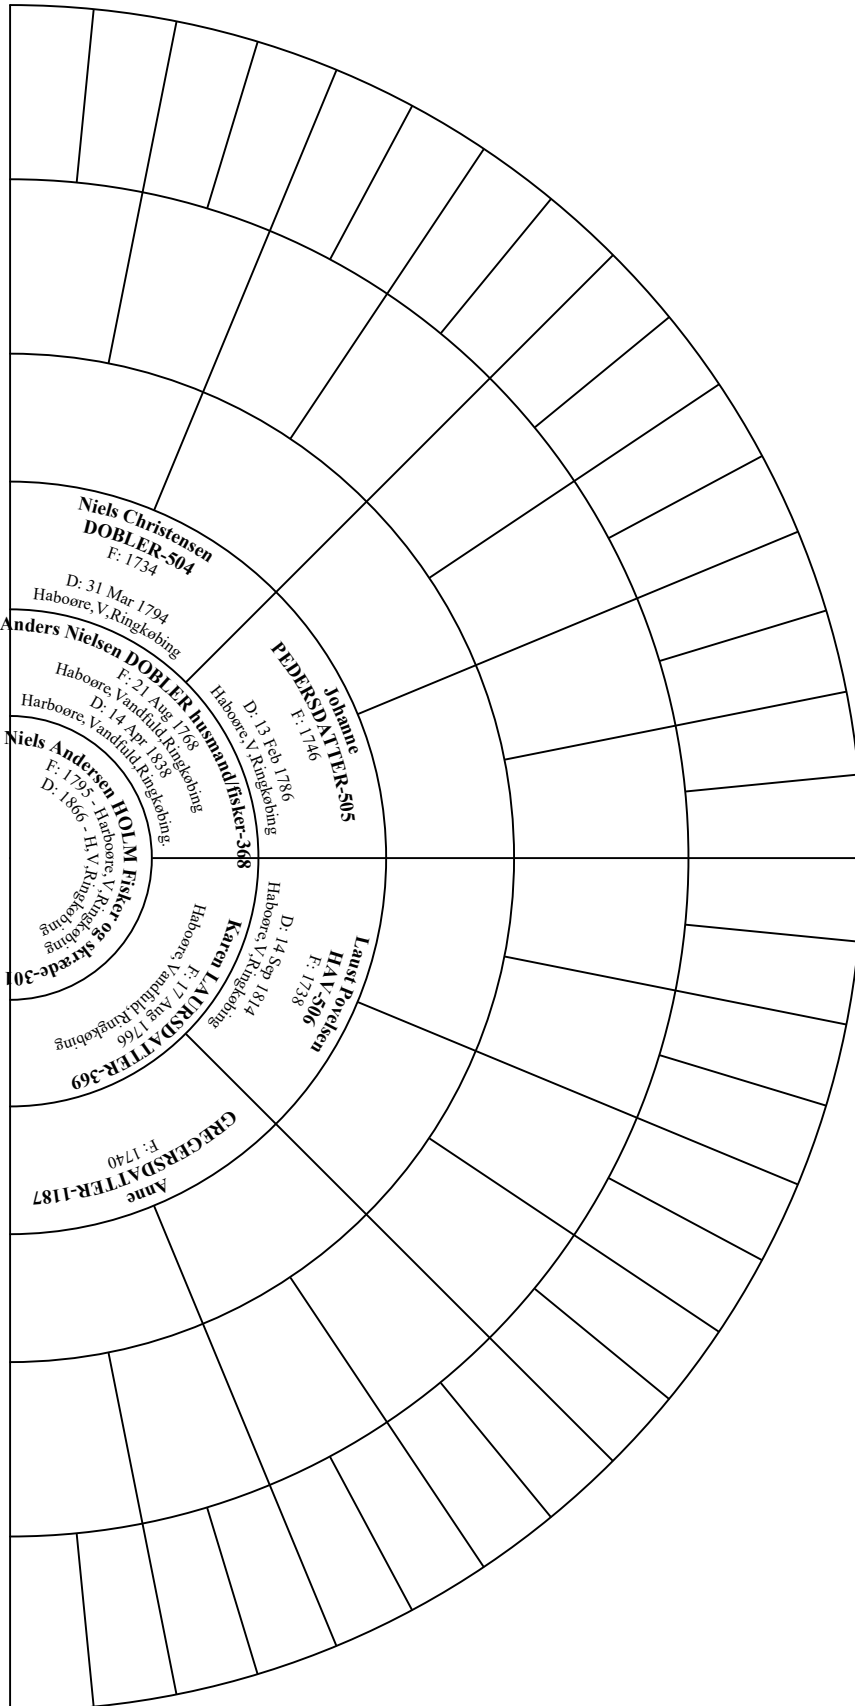 Niels Christensen
DOBLER-504
F: 1734
D: 31 Mar 1794
Haboøre,V,Ringkøbing
Anders Nielsen DOBLER husmand/fisker-368
F: 21 Aug 1768
Haboøre,Vandfuld,Ringkøbing
D: 14 Apr 1838
Harboøre, Vandfuld,Ringkøbing.
Niels Andersen HOLM Fisker og skræde-301
F: 1795 - Harboøre,V,Ringkøbing
D: 1866 - H,V,Ringkøbing
Johanne
PEDERSDATTER-505
F: 1746
D: 13 Feb 1786
Haboøre,V,Ringkøbing
Karen LAURSDATTER-369
F: 17 Aug 1766
Haboøre,Vandfuld,Ringkøbing
Laust Povelsen
HAV-506
F: 1738
D: 14 Sep 1814
Haboøre,V,Ringkøbing
Anne
GREGERSDATTER-1187
F: 1740